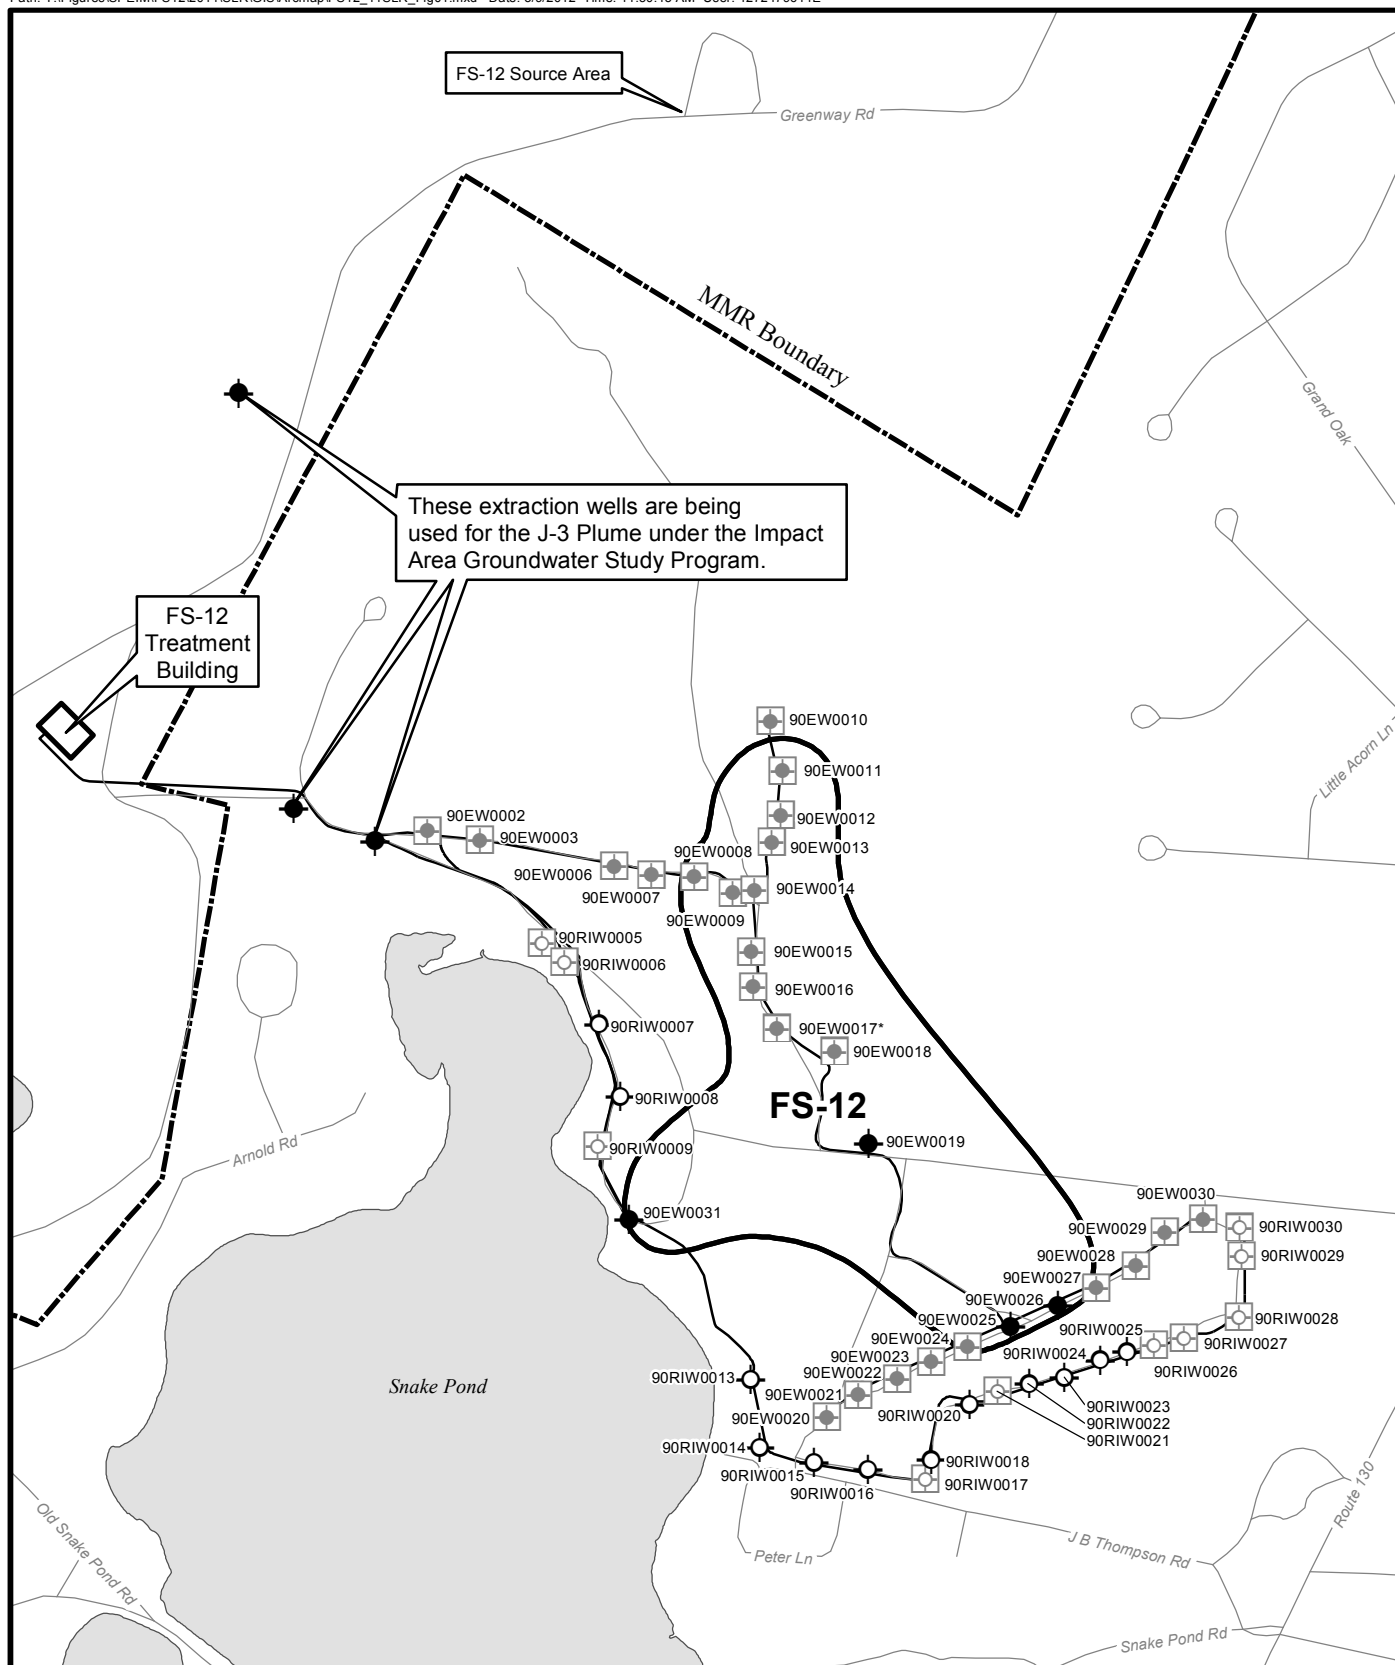 FS-12 Source Area
Greenway Rd
MMR Boundary
Grand Oak
These extraction wells are being
used for the J-3 Plume under the Impact
Area Groundwater Study Program.
FS-12
Treatment
Building
90EW0010
Little Acorn Ln
90EW0011
90EW0002
90EW0012
90EW0003
90EW0013
90EW0008
90EW0006
90EW0007
90EW0014
90EW0009
90RIW0005
90EW0015
90RIW0006
90EW0016
90RIW0007
90EW0017*
90EW0018
90RIW0008
FS-12
90EW0019
90RIW0009
Arnold Rd
90EW0030
90EW0031
90EW0029
90RIW0030
90EW0028
90RIW0029
90EW0027
90EW0026
90EW0025
90RIW0028
90EW0024
90RIW0025
90RIW0027
90EW0023
90RIW0024
90EW0022
90RIW0026
90RIW0013
Snake Pond
90EW0021
90RIW0023
90EW0020
90RIW0020
90RIW0022
90RIW0021
90RIW0014
90RIW0018
90RIW0015
90RIW0017
90RIW0016
Route 130
Old Snake Pond Rd
J B Thompson Rd
Peter Ln
Snake Pond Rd